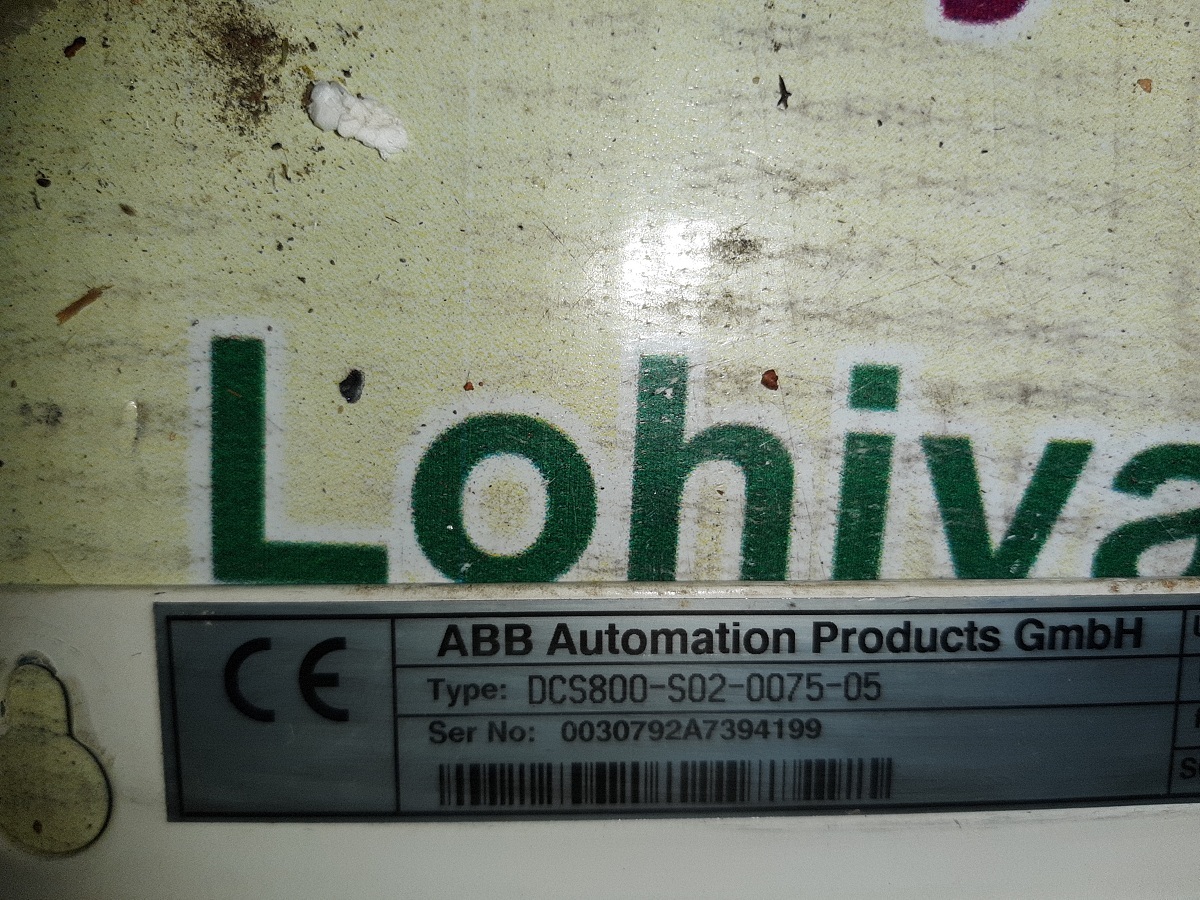 Lohiva
CE
ABB Automation Products GmbH
Type: DCS800-S02-0075-05
Ser No: 0030792A7394199